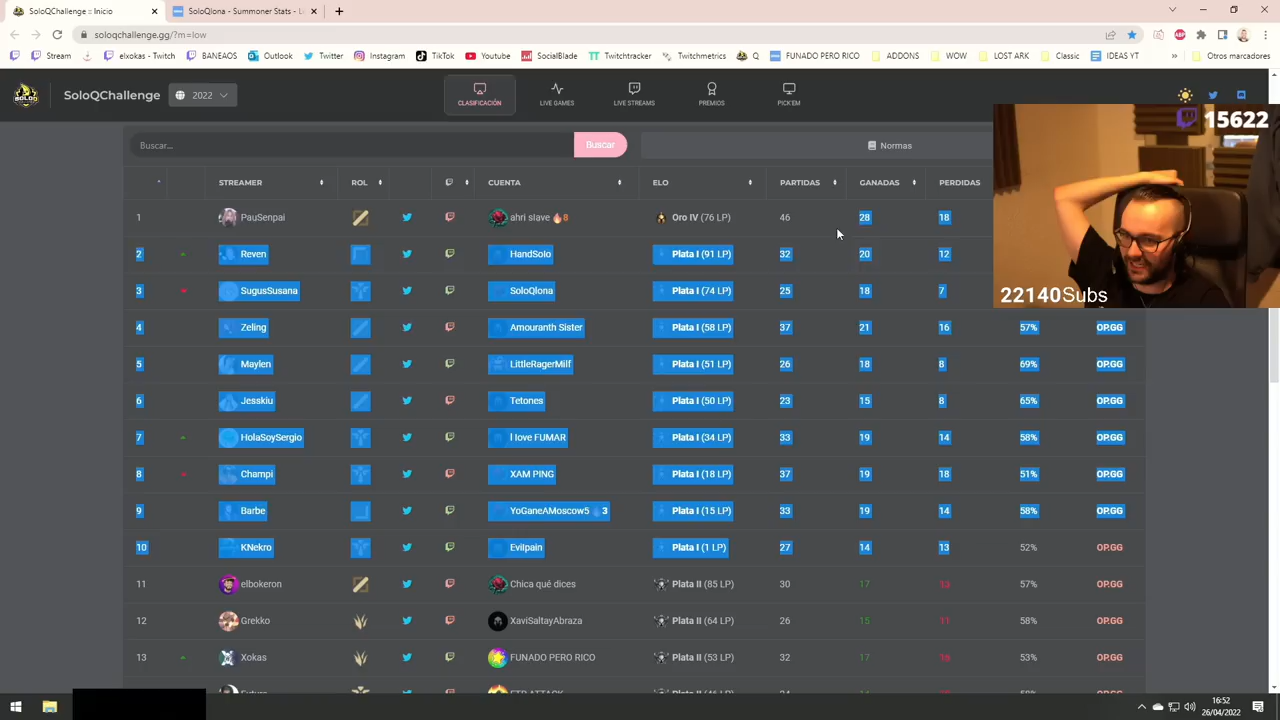 SoloQChallenge :: Inicio
SoloQ - Summoner Stats - Lea
soloqchallenge.gg/?m=low
Twitch
elxokas - Twitch
BANEAOS
Outlook
Twitter
Instagram
TikTok
Youtube
SocialBlade
Twitchtracker
Twitchmetrics
Q
FUNADO PERO RICO
ADDONS
WOW
LOST ARK
Classic
IDEAS YT
Otros marcadores
SoloQChallenge
2022
CLASIFICACIÓN
LIVE GAMES
LIVE STREAMS
PREMIOS
PICK'EM
15622
Buscar...
Buscar
Normas
STREAMER ROL CUENTA ELO PARTIDAS GANADAS PERDIDAS
1 PauSenpai ahri sIave 8 Oro IV (76 LP) 46 28 18
2 Reven HandSolo Plata I (91 LP) 32 20 12
3 SugusSusana SoloQlona Plata I (74 LP) 25 18 7
22140Subs
4 Zeling Amouranth Sister Plata I (58 LP) 37 21 16 57% OP.GG
5 Maylen LittleRagerMilf Plata I (51 LP) 26 18 8 69% OP.GG
6 Jesskiu Tetones Plata I (50 LP) 23 15 8 65% OP.GG
7 HolaSoySergio l love FUMAR Plata I (34 LP) 33 19 14 58% OP.GG
8 Champi XAM PING Plata I (18 LP) 37 19 18 51% OP.GG
9 Barbe YoGaneAMoscow5 3 Plata I (15 LP) 33 19 14 58% OP.GG
10 KNekro Evilpain Plata I (1 LP) 27 14 13 52% OP.GG
11 elbokeron Chica qué dices Plata II (85 LP) 30 17 13 57% OP.GG
12 Grekko XaviSaltayAbraza Plata II (64 LP) 26 15 11 58% OP.GG
13 Xokas FUNADO PERO RICO Plata II (53 LP) 32 17 15 53% OP.GG
16:52
26/04/2022